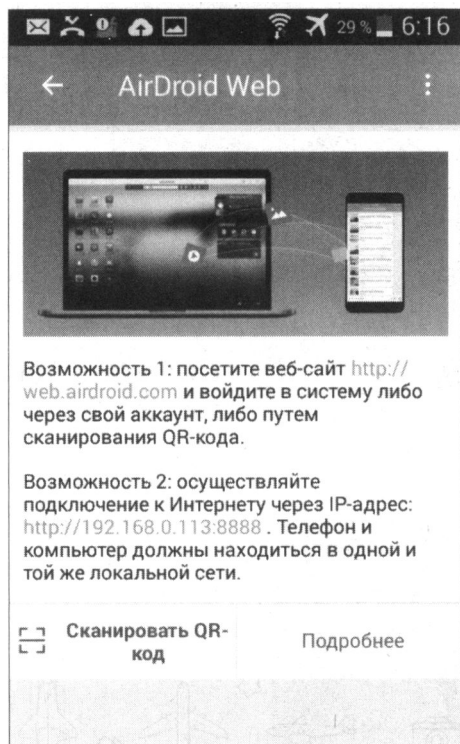 29 % 6:16
AirDroid Web
Возможность 1: посетите веб-сайт http://
web.airdroid.com и войдите в систему либо
через свой аккаунт, либо путем
сканирования QR-кода.
Возможность 2: осуществляйте
подключение к Интернету через IP-адрес:
http://192.168.0.113:8888 . Телефон и
компьютер должны находиться в одной и
той же локальной сети.
Сканировать QR-
код
Подробнее